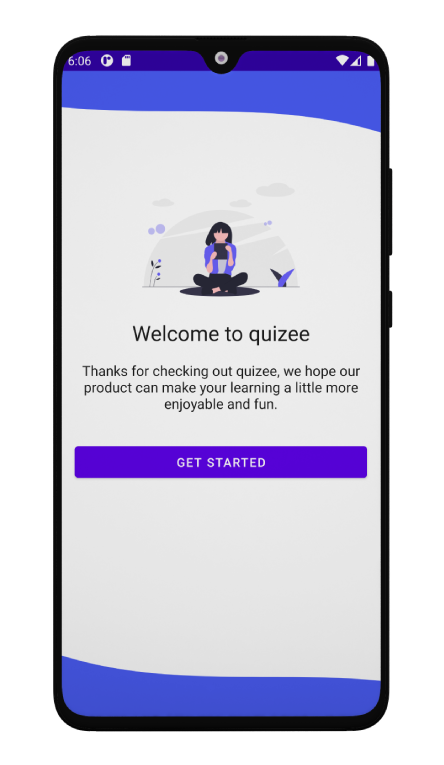 6:06
Welcome to quizee
Thanks for checking out quizee, we hope our
product can make your learning a little more
enjoyable and fun.
GET STARTED